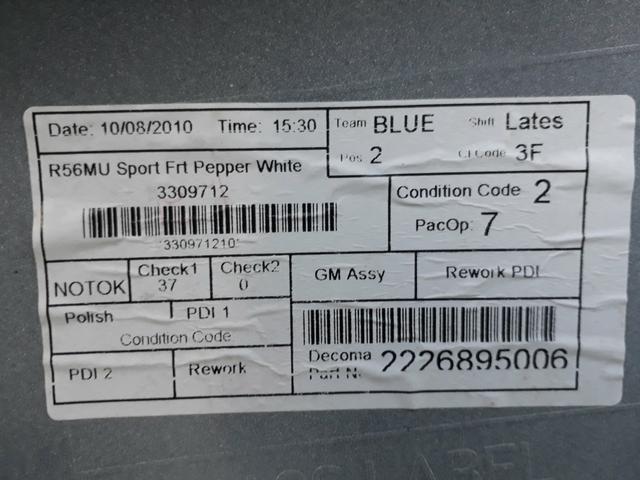 Date: 10/08/2010 Time: 15:30 Team BLUE Shift Lates
Pos 2 Cl Code 3F
R56MU Sport Frt Pepper White
3309712
*330971210*
Condition Code 2
PacOp: 7
NOTOK Check1 37 Check2 0 GM Assy Rework PDI
Polish PDI 1
Condition Code
PDI 2 Rework
Decoma Part No 2226895006
LABEL